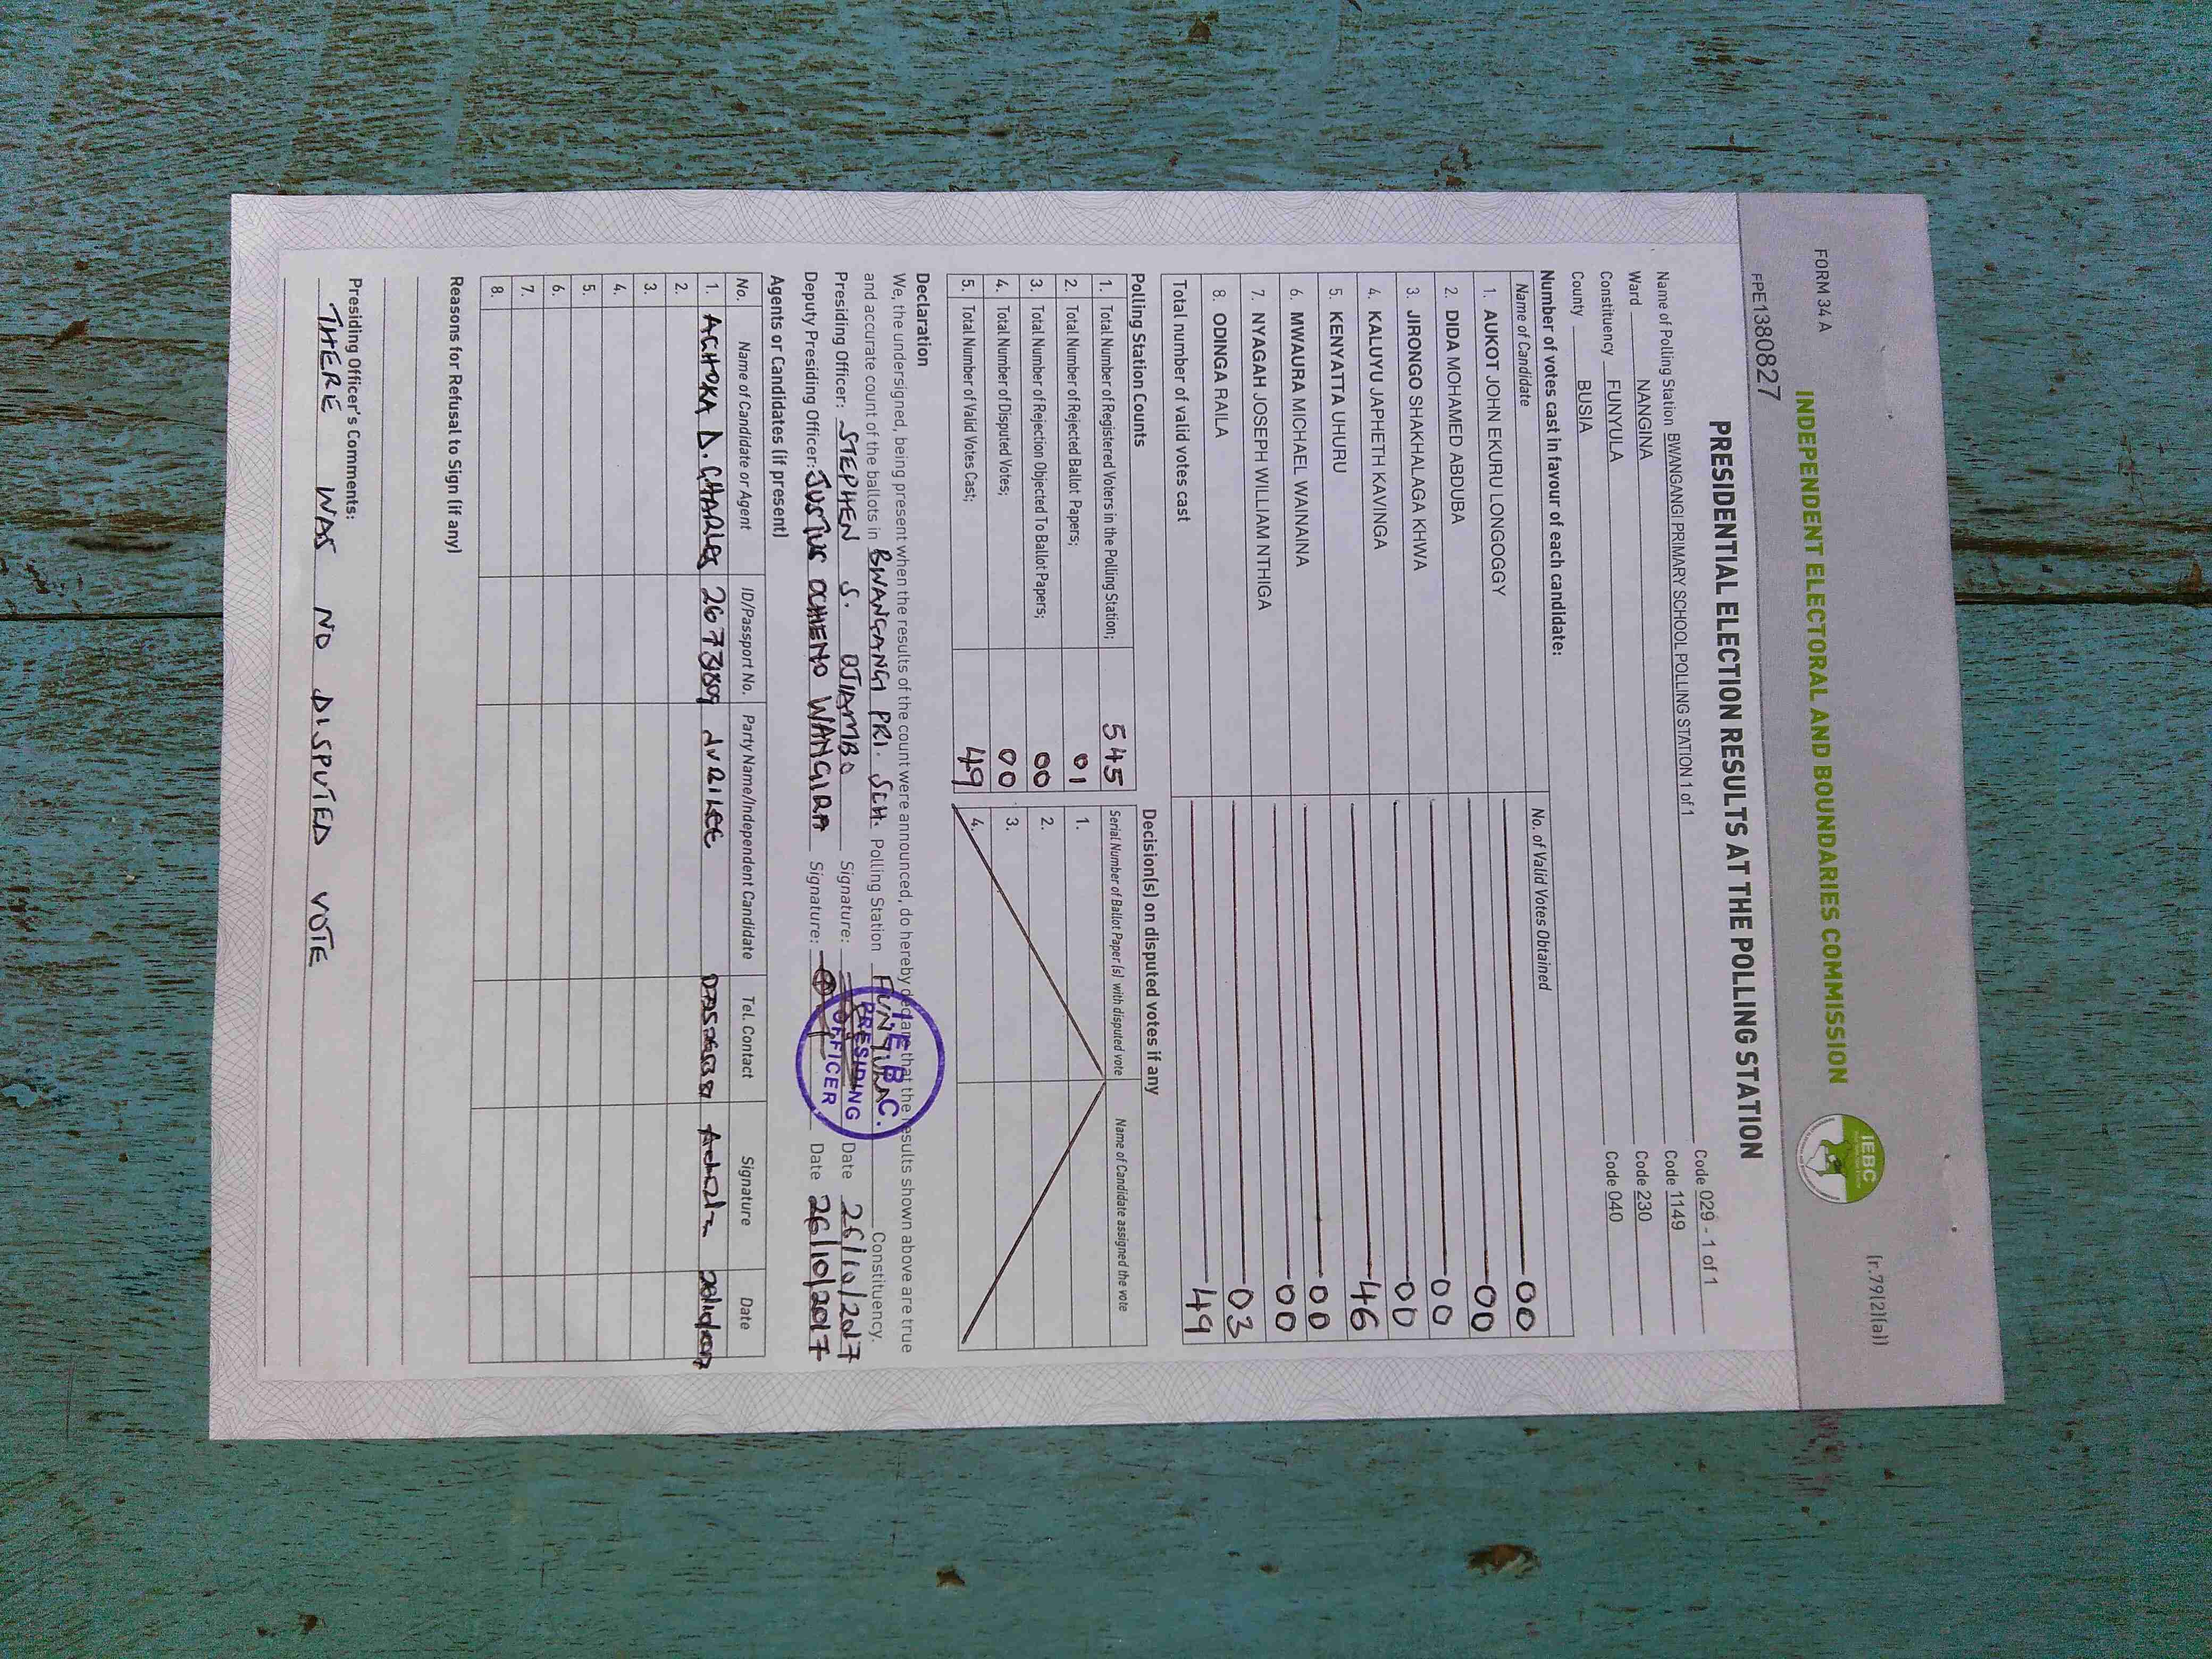 FORM 34 A
(r.79(2)(a))
INDEPENDENT ELECTORAL AND BOUNDARIES COMMISSION
IEBC
FPE1380827
PRESIDENTIAL ELECTION RESULTS AT THE POLLING STATION
Name of Polling Station BWANGANGI PRIMARY SCHOOL POLLING STATION 1 of 1 Code 029 - 1 of 1
Ward NANGINA Code 1149
Constituency FUNYULA Code 230
County BUSIA Code 040
Number of votes cast in favour of each candidate:
Name of Candidate No. of Valid Votes Obtained
1. AUKOT JOHN EKURU LONGOGGY 00
2. DIDA MOHAMED ABDUBA 00
3. JIRONGO SHAKHALAGA KHWA 00
4. KALUYU JAPHETH KAVINGA 00
5. KENYATTA UHURU 46
6. MWAURA MICHAEL WAINAINA 00
7. NYAGAH JOSEPH WILLIAM NTHIGA 00
8. ODINGA RAILA 03
Total number of valid votes cast 49
Polling Station Counts
1. Total Number of Registered Voters in the Polling Station; 545
2. Total Number of Rejected Ballot Papers; 01
3 Total Number of Rejection Objected To Ballot Papers; 00
4. Total Number of Disputed Votes; 00
5. Total Number of Valid Votes Cast; 49
Decision(s) on disputed votes if any
Serial Number of Ballot Paper(s) with disputed vote Name of Candidate assigned the vote
1.
2.
3.
4.
Declaration
We, the undersigned, being present when the results of the count were announced, do hereby declare that the results shown above are true
and accurate count of the ballots in BWANGANGI PRI. SCH. Polling Station FUNYULA Constituency.
Presiding Officer: STEPHEN S. OJIAMBO Signature: Date 26/10/2017
Deputy Presiding Officer: JUSTUS OCHIENO WANGIRA Signature: Date 26/10/2017
I.E.B.C.
PRESIDING
OFFICER
Agents or Candidates (if present)
No. Name of Candidate or Agent ID/Passport No. Party Name/Independent Candidate Tel. Contact Signature Date
1. ACHOKA D. CHARLES JUBILEE
2.
3.
4.
5.
6.
7.
8.
Reasons for Refusal to Sign (if any)
Presiding Officer's Comments:
THERE WAS NO DISPUTED VOTE